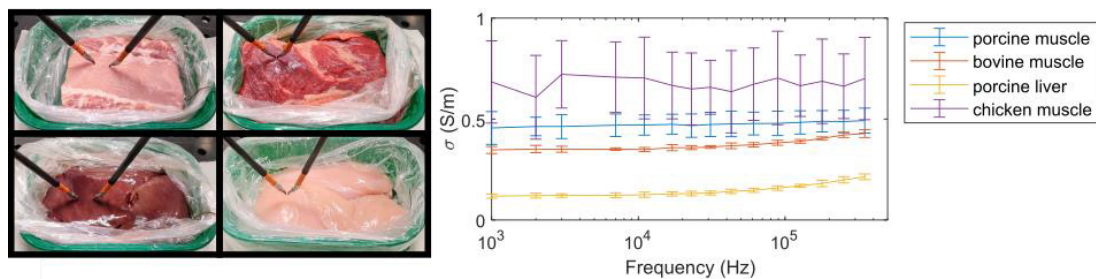 1
0.5
0
σ (S/m)
10³
10⁴
10⁵
Frequency (Hz)
porcine muscle
bovine muscle
porcine liver
chicken muscle